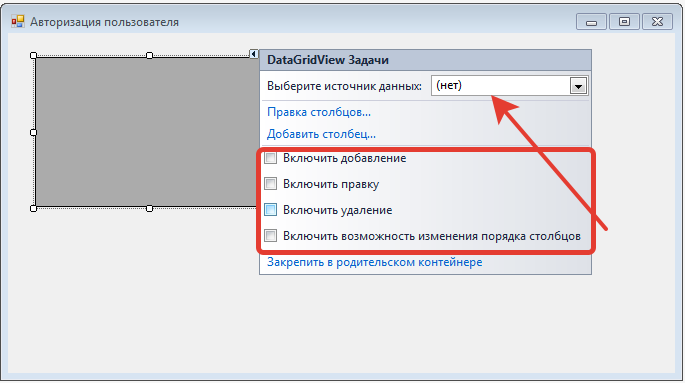 Авторизация пользователя
DataGridView Задачи
Выберите источник данных: (нет)
Правка столбцов...
Добавить столбец...
Включить добавление
Включить правку
Включить удаление
Включить возможность изменения порядка столбцов
Закрепить в родительском контейнере